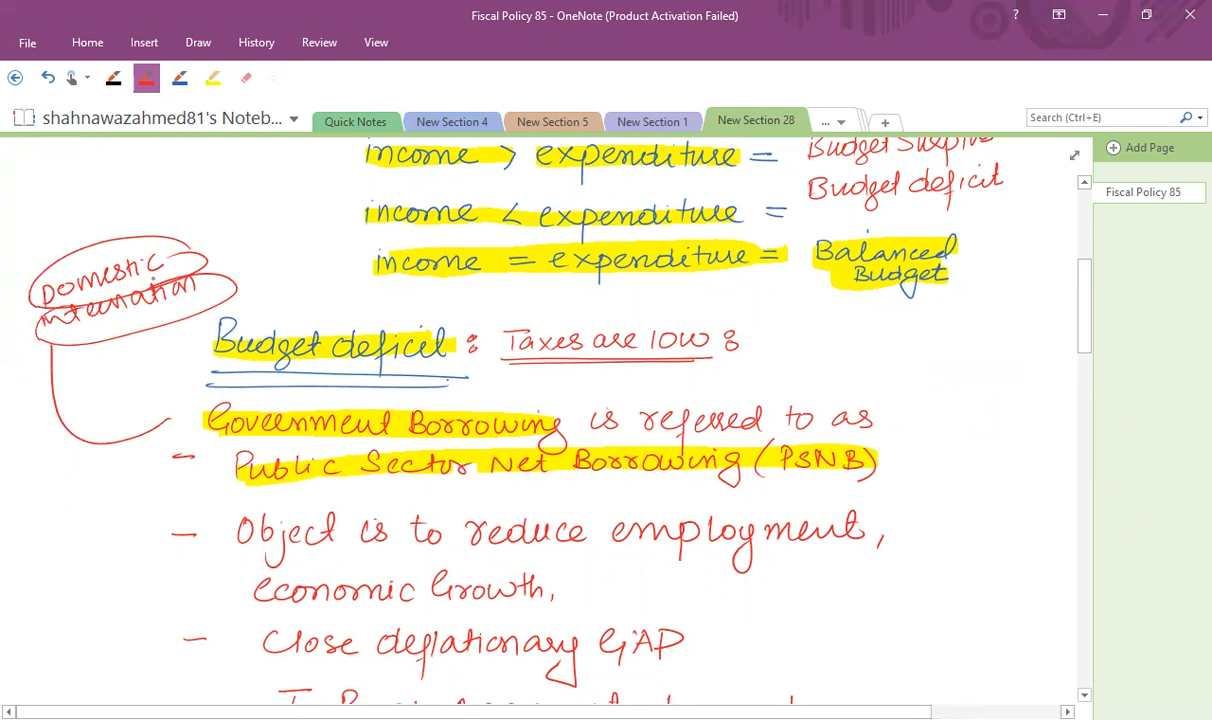 Fiscal Policy 85 - OneNote (Product Activation Failed)
?
File Home Insert Draw History Review View
shahnawazahmed81's Noteb...
Quick Notes
New Section 4
New Section 5
New Section 1
New Section 28
...
Search (Ctrl+E)
Add Page
Fiscal Policy 85
income > expenditure = Budget
Budget deficit
income < expenditure =
income = expenditure = Balanced
Budget
Domestic
internation
Budget deficit : Taxes are low :
Government Borrowing is referred to as
- Public Sector Net Borrowing (PSNB)
- Object is to reduce employment,
economic Growth,
- Close deflationary GAP